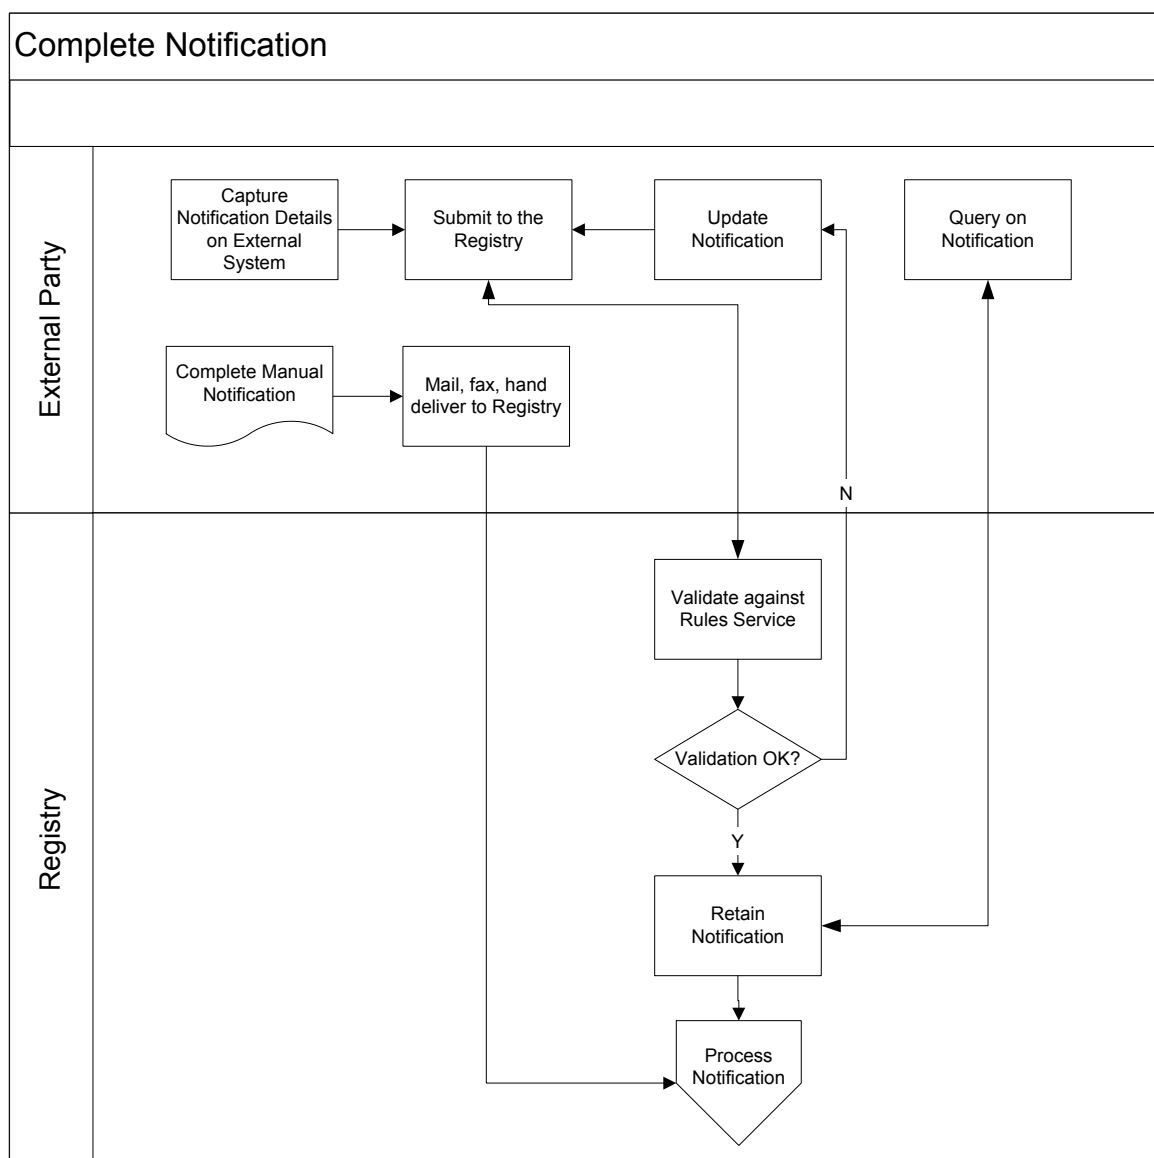 Complete Notification
External Party
Capture
Notification Details
on External
System
Submit to the
Registry
Update
Notification
Query on
Notification
Complete Manual
Notification
Mail, fax, hand
deliver to Registry
N
Registry
Validate against
Rules Service
Validation OK?
Y
Retain
Notification
Process
Notification